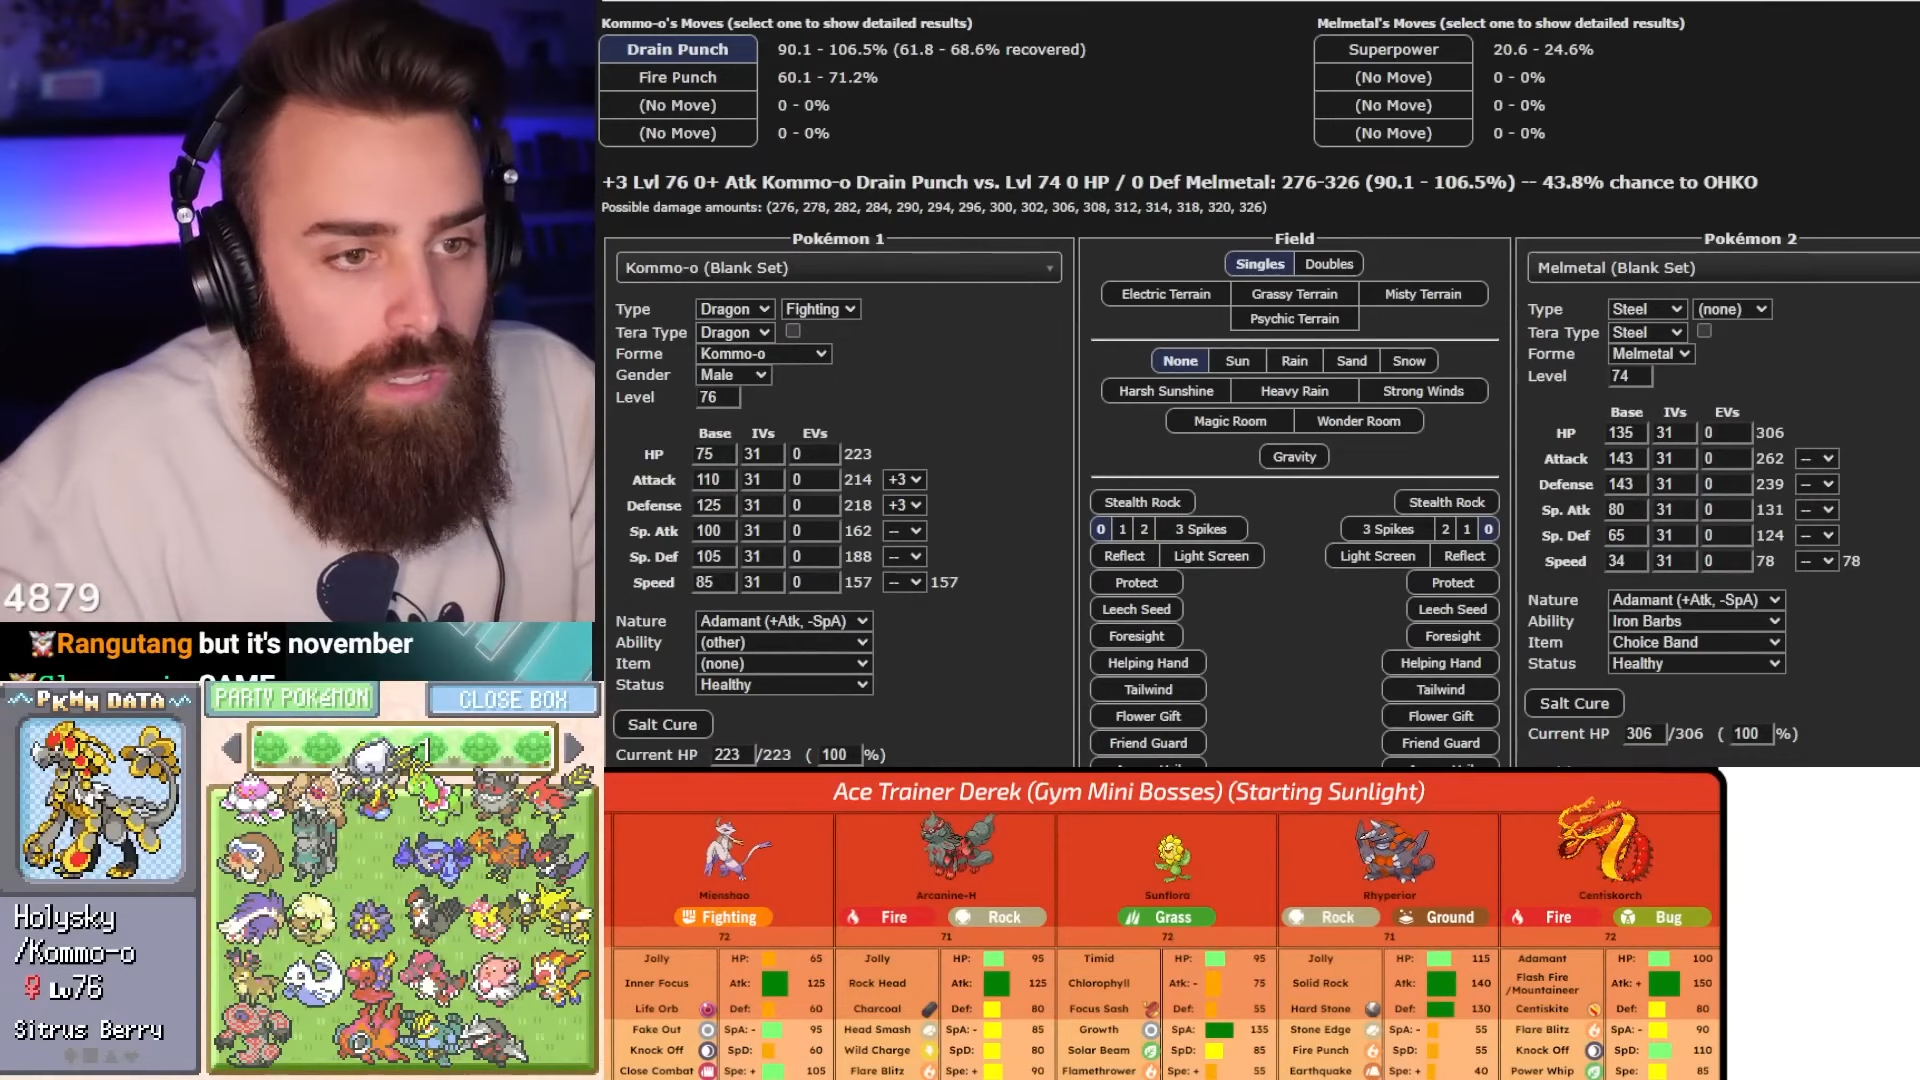 Kommo-o's Moves (select one to show detailed results)
Drain Punch 90.1 - 106.5% (61.8 - 68.6% recovered)
Fire Punch 60.1 - 71.2%
(No Move) 0 - 0%
(No Move) 0 - 0%
Melmetal's Moves (select one to show detailed results)
Superpower 20.6 - 24.6%
(No Move) 0 - 0%
(No Move) 0 - 0%
(No Move) 0 - 0%
+3 Lvl 76 0+ Atk Kommo-o Drain Punch vs. Lvl 74 0 HP / 0 Def Melmetal: 276-326 (90.1 - 106.5%) -- 43.8% chance to OHKO
Possible damage amounts: (276, 278, 282, 284, 290, 294, 296, 300, 302, 306, 308, 312, 314, 318, 320, 326)
Pokémon 1
Kommo-o (Blank Set)
Type Dragon Fighting
Tera Type Dragon
Forme Kommo-o
Gender Male
Level 76
Base IVs EVs
HP 75 31 0 223
Attack 110 31 0 214 +3
Defense 125 31 0 218 +3
Sp. Atk 100 31 0 162 --
Sp. Def 105 31 0 188 --
Speed 85 31 0 157 -- 157
Nature Adamant (+Atk, -SpA)
Ability (other)
Item (none)
Status Healthy
Salt Cure
Current HP 223 /223 ( 100 %)
Field
Singles Doubles
Electric Terrain Grassy Terrain Misty Terrain
Psychic Terrain
None Sun Rain Sand Snow
Harsh Sunshine Heavy Rain Strong Winds
Magic Room Wonder Room
Gravity
Stealth Rock Stealth Rock
0 1 2 3 Spikes 3 Spikes 2 1 0
Reflect Light Screen Light Screen Reflect
Protect Protect
Leech Seed Leech Seed
Foresight Foresight
Helping Hand Helping Hand
Tailwind Tailwind
Flower Gift Flower Gift
Friend Guard Friend Guard
Pokémon 2
Melmetal (Blank Set)
Type Steel (none)
Tera Type Steel
Forme Melmetal
Level 74
Base IVs EVs
HP 135 31 0 306
Attack 143 31 0 262 --
Defense 143 31 0 239 --
Sp. Atk 80 31 0 131 --
Sp. Def 65 31 0 124 --
Speed 34 31 0 78 -- 78
Nature Adamant (+Atk, -SpA)
Ability Iron Barbs
Item Choice Band
Status Healthy
Salt Cure
Current HP 306 /306 ( 100 %)
4879
Rangutang but it's november
PKMN DATA
PARTY POKéMON
CLOSE BOX
1
Holysky
/Kommo-o
♀ Lv76
Sitrus Berry
Ace Trainer Derek (Gym Mini Bosses) (Starting Sunlight)
Mienshao Arcanine-H Sunflora Rhyperior Centiskorch
Fighting Fire Rock Grass Rock Ground Fire Bug
72 71 72 71 72
Jolly HP: 65 Jolly HP: 95 Timid HP: 95 Jolly HP: 115 Adamant HP: 100
Inner Focus Atk: 125 Rock Head Atk: 125 Chlorophyll Atk: - 75 Solid Rock Atk: 140 Flash Fire /Mountaineer Atk: + 150
Life Orb Def: 60 Charcoal Def: 80 Focus Sash Def: 55 Hard Stone Def: 130 Centiskite Def: 80
Fake Out SpA: - 95 Head Smash SpA: - 85 Growth SpA: 135 Stone Edge SpA: - 55 Flare Blitz SpA: - 90
Knock Off SpD: 60 Wild Charge SpD: 80 Solar Beam SpD: 85 Fire Punch SpD: 55 Knock Off SpD: 110
Close Combat Spe: + 105 Flare Blitz Spe: + 90 Flamethrower Spe: + 55 Earthquake Spe: + 40 Power Whip Spe: 85